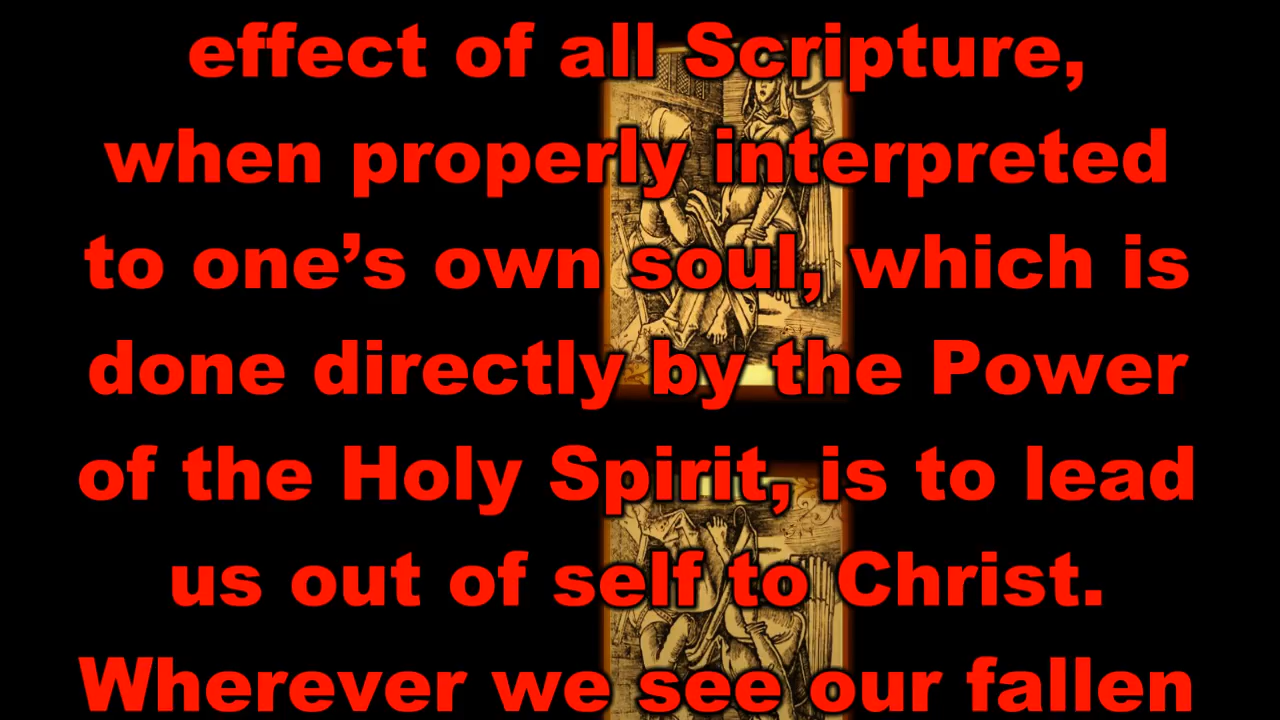 effect of all Scripture,
when properly interpreted
to one’s own soul, which is
done directly by the Power
of the Holy Spirit, is to lead
us out of self to Christ.
Wherever we see our fallen